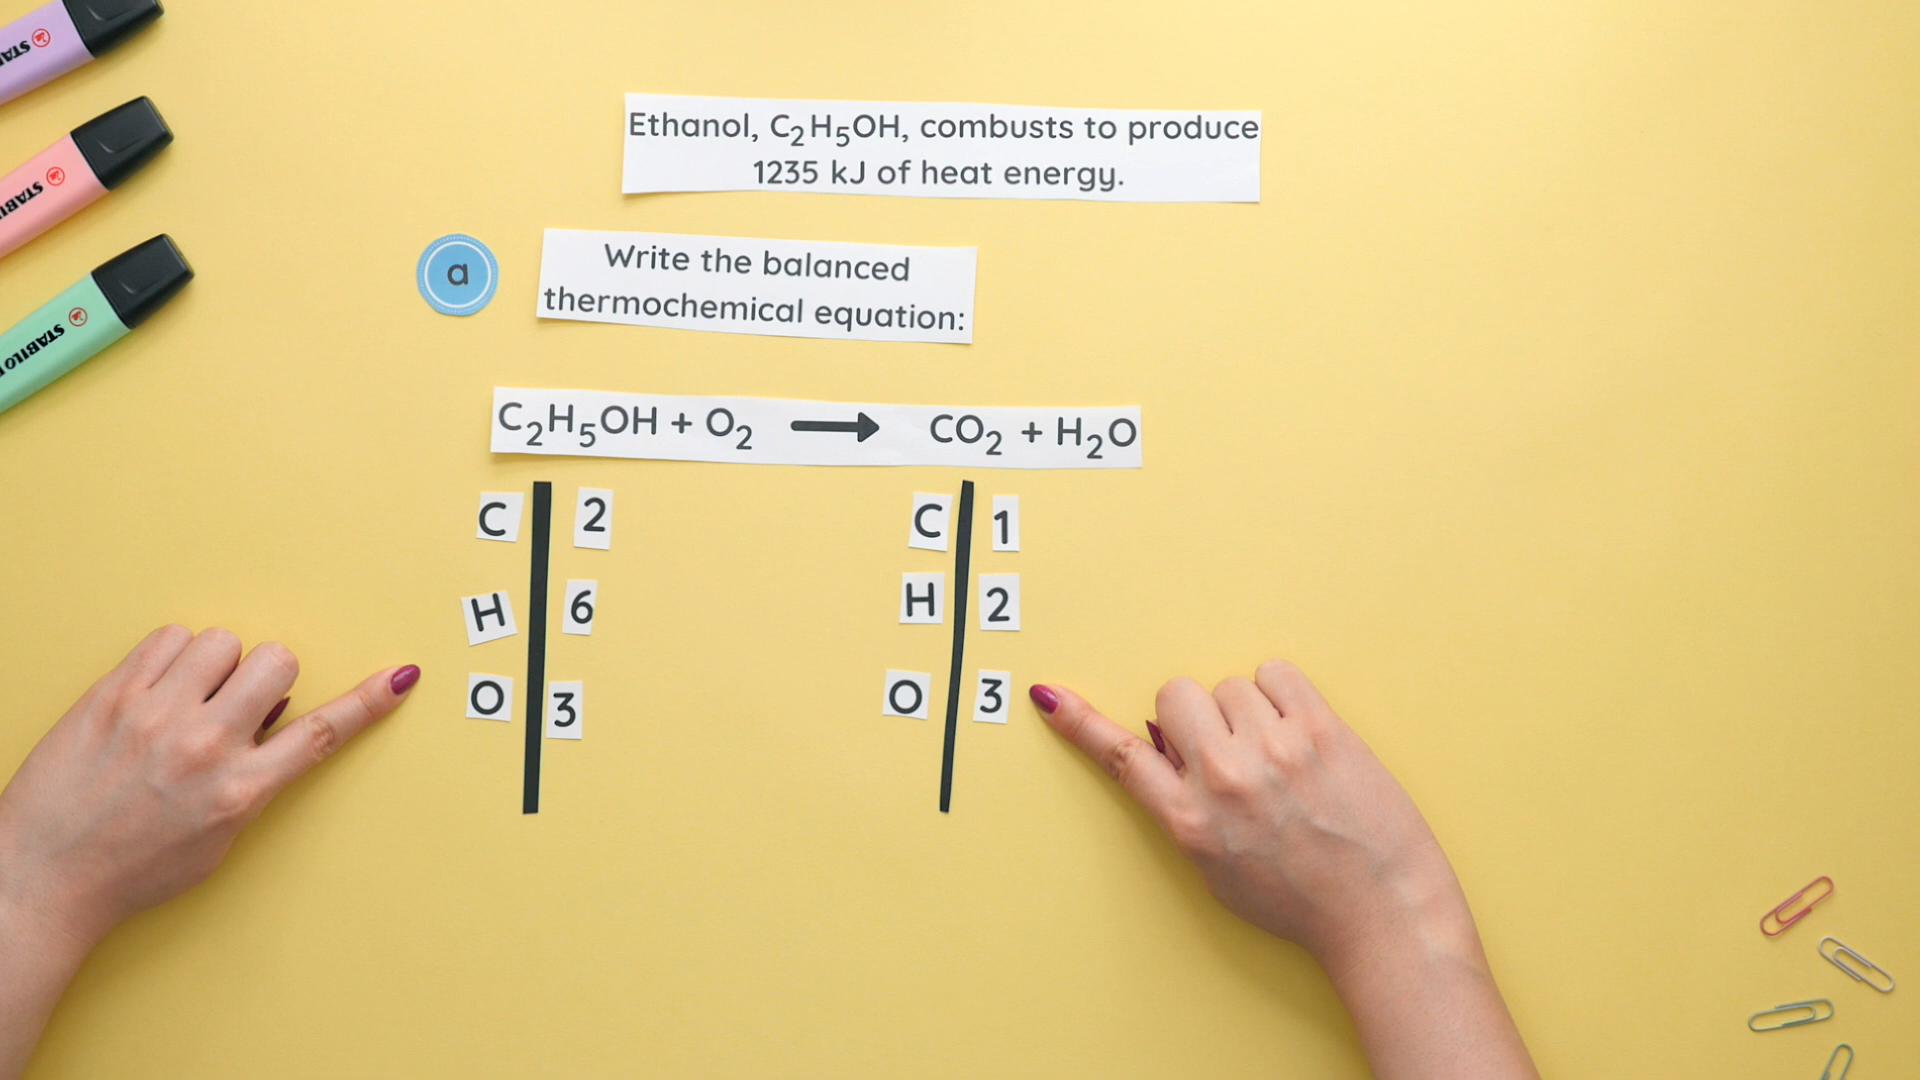 STABILO
STABILO
STABILO
Ethanol, C₂H₅OH, combusts to produce
1235 kJ of heat energy.
a
Write the balanced
thermochemical equation:
C₂H₅OH + O₂ → CO₂ + H₂O
C 2 C 1
H 6 H 2
O 3 O 3